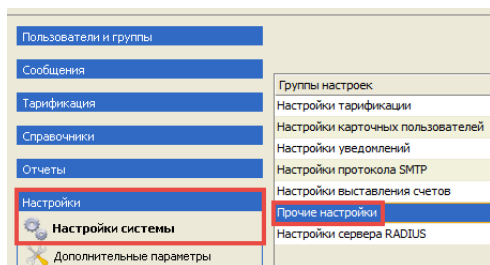 Пользователи и группы
Сообщения
Тарификация
Справочники
Отчеты
Настройки
Настройки системы
Дополнительные параметры
Группы настроек
Настройки тарификации
Настройки карточных пользователей
Настройки уведомлений
Настройки протокола SMTP
Настройки выставления счетов
Прочие настройки
Настройки сервера RADIUS